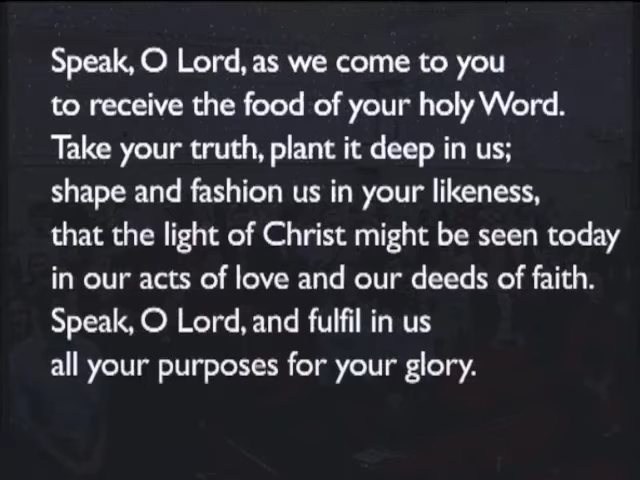 Speak, O Lord, as we come to you
to receive the food of your holy Word.
Take your truth, plant it deep in us;
shape and fashion us in your likeness,
that the light of Christ might be seen today
in our acts of love and our deeds of faith.
Speak, O Lord, and fulfil in us
all your purposes for your glory.